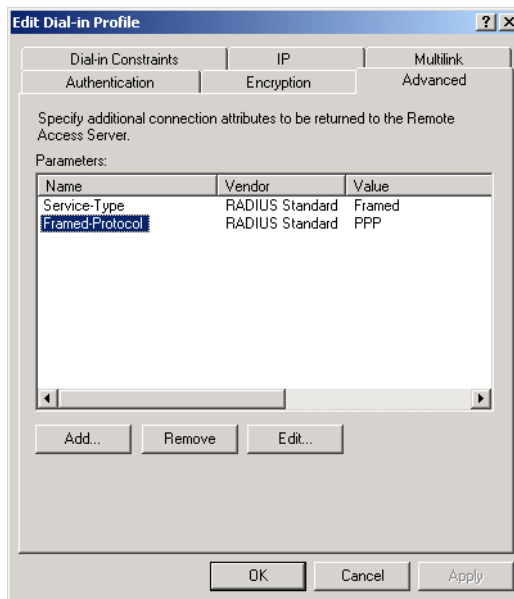 Edit Dial-in Profile
Dial-in Constraints IP Multilink
Authentication Encryption Advanced
Specify additional connection attributes to be returned to the Remote
Access Server.
Parameters:
Name Vendor Value
Service-Type RADIUS Standard Framed
Framed-Protocol RADIUS Standard PPP
Add... Remove Edit...
OK Cancel Apply